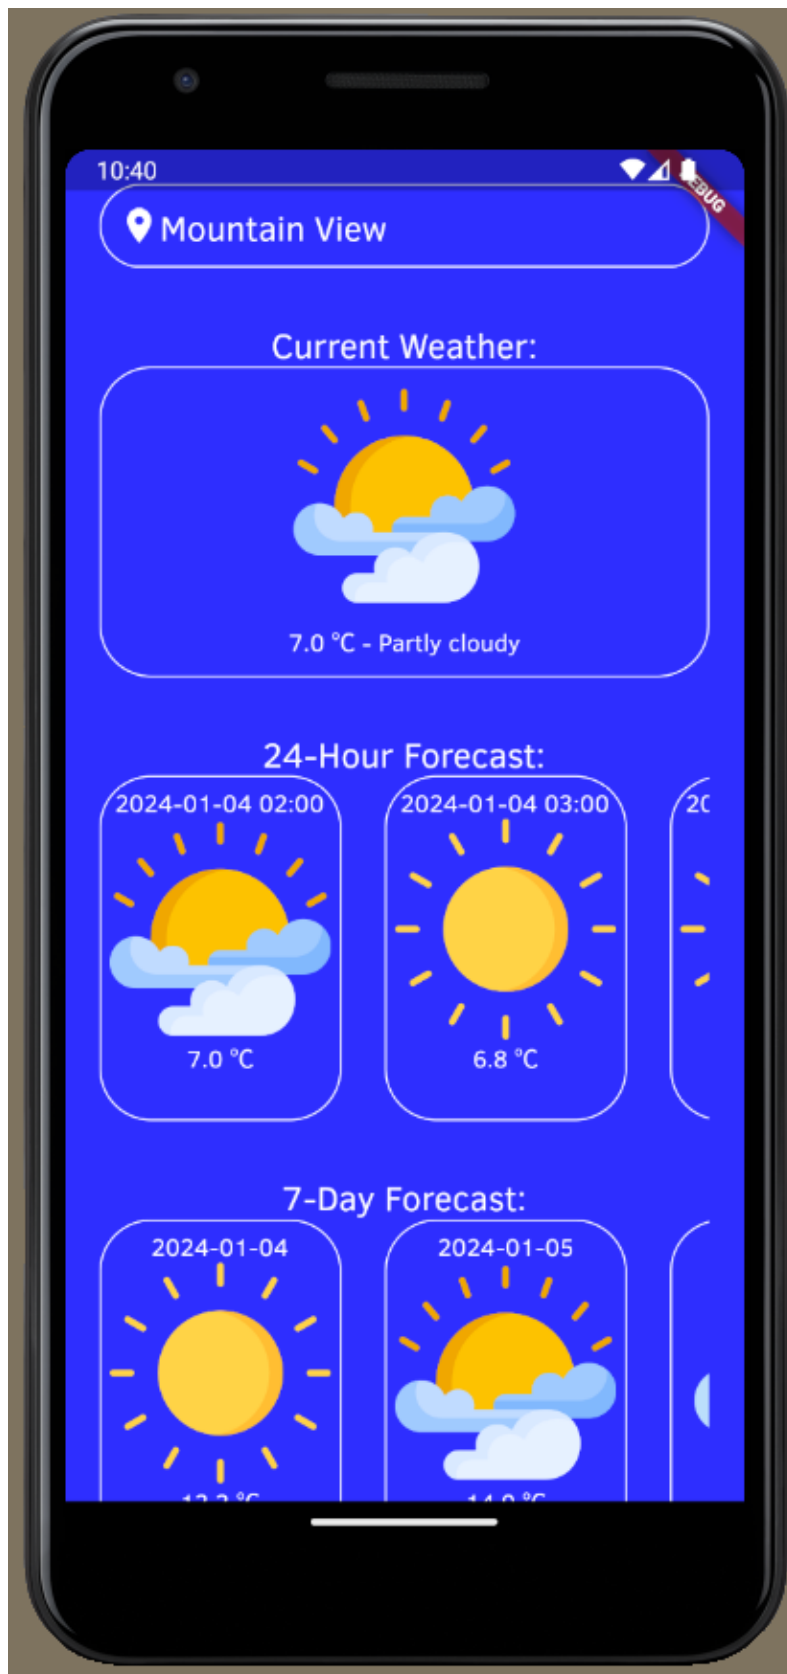 10:40
DEBUG
Mountain View
Current Weather:
7.0 °C - Partly cloudy
24-Hour Forecast:
2024-01-04 02:00
2024-01-04 03:00
7.0 °C
6.8 °C
7-Day Forecast:
2024-01-04
2024-01-05